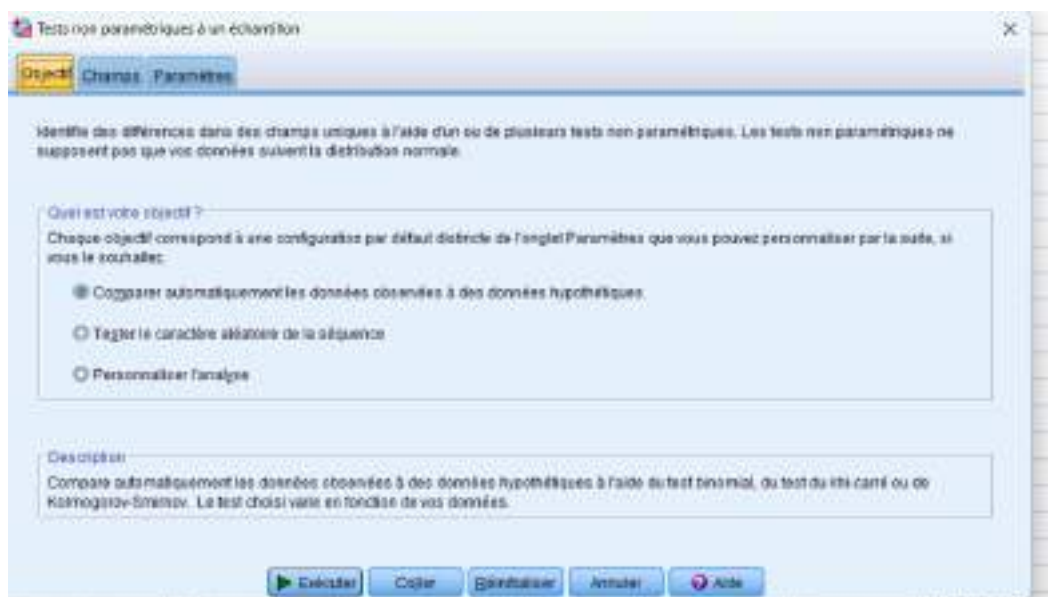 Tests non paramétriques à un échantillon
Objectif Champs Paramètres
Identifie des différences dans des champs uniques à l'aide d'un ou de plusieurs tests non paramétriques. Les tests non paramétriques ne
supposent pas que vos données suivent la distribution normale.
Quel est votre objectif ?
Chaque objectif correspond à une configuration par défaut distincte de l'onglet Paramètres que vous pouvez personnaliser par la suite, si
vous le souhaitez.
Comparer automatiquement les données observées à des données hypothétiques
Tester le caractère aléatoire de la séquence
Personnaliser l'analyse
Description
Compare automatiquement les données observées à des données hypothétiques à l'aide du test binomial, du test du khi-carré ou de
Kolmogorov-Smirnov. Le test choisi varie en fonction de vos données.
Exécuter Coller Réinitialiser Annuler Aide